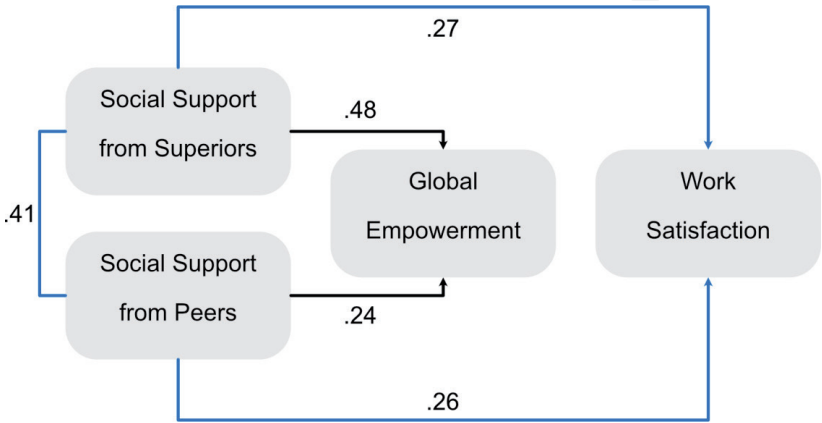 .27
Social Support
from Superiors
.48
Global
Empowerment
Work
Satisfaction
.41
Social Support
from Peers
.24
.26